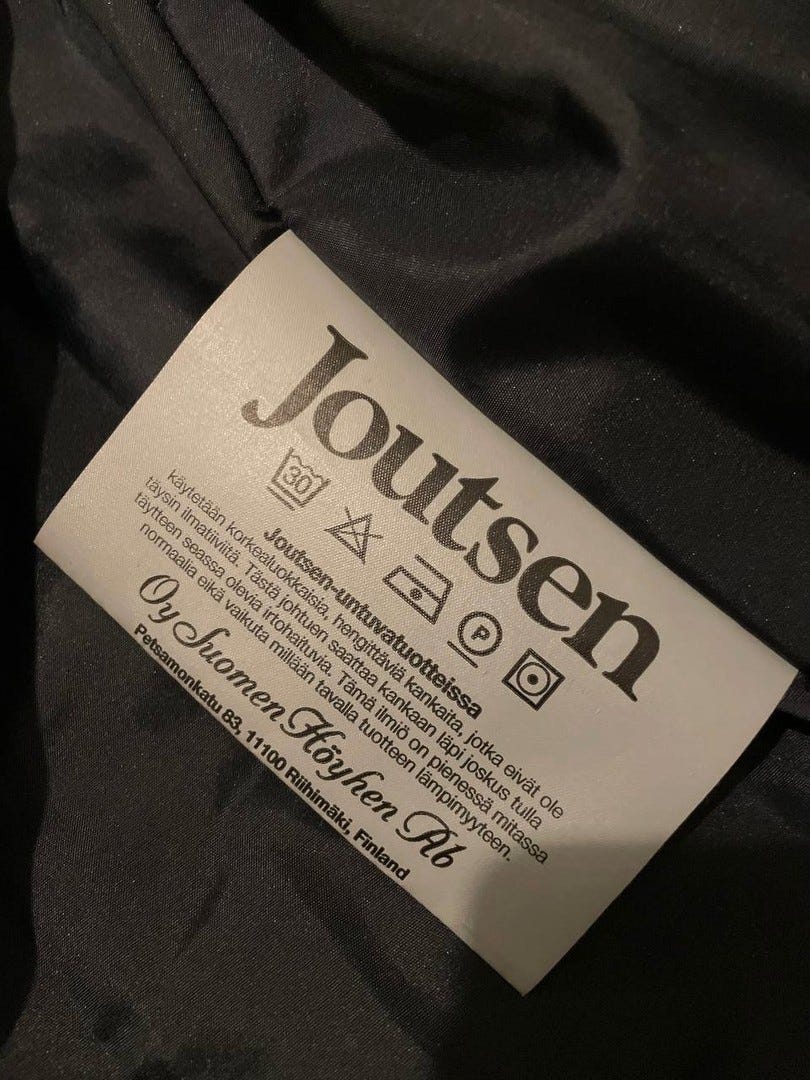 Joutsen
30
P
Joutsen-untuvatuotteissa
käytetään korkealuokkaisia, hengittäviä kankaita, jotka eivät ole
täysin ilmatiiviitä. Tästä johtuen saattaa kankaan läpi joskus tulla
täytteen seassa olevia irtohaituvia. Tämä ilmiö on pienessä mitassa
normaalia eikä vaikuta millään tavalla tuotteen lämpimyyteen.
Oy Suomen Höyhen Ab
Petsamonkatu 83, 11100 Riihimäki, Finland